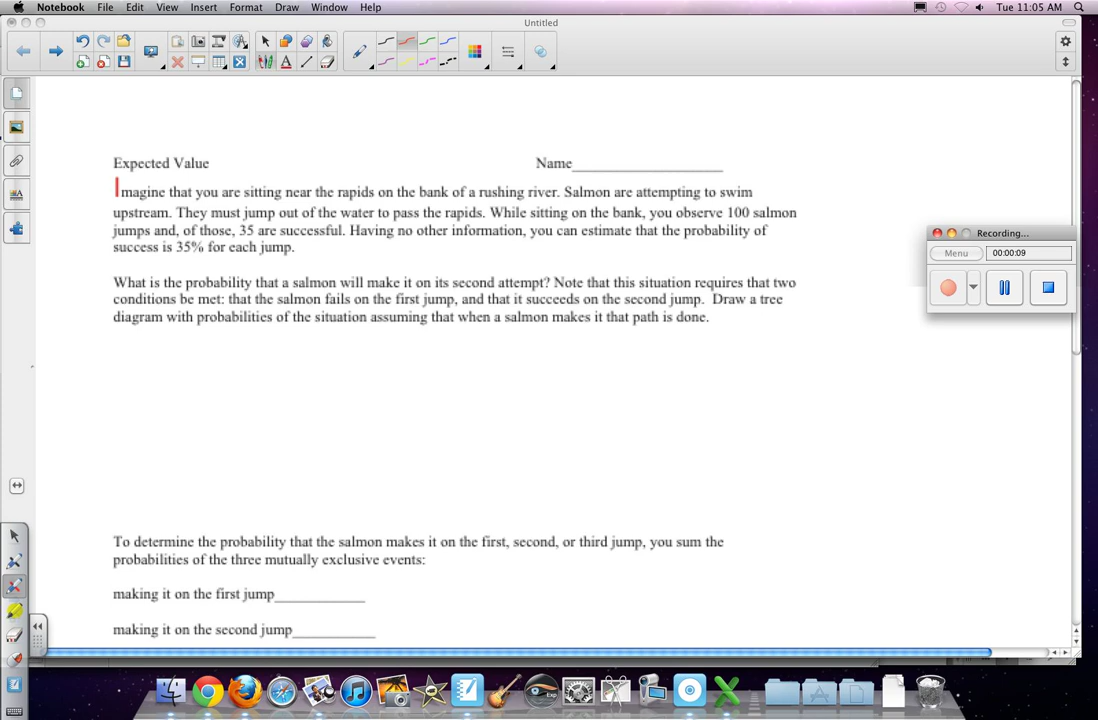 Notebook File Edit View Insert Format Draw Window Help Tue 11:05 AM
Untitled
Expected Value Name_________________
Imagine that you are sitting near the rapids on the bank of a rushing river. Salmon are attempting to swim
upstream. They must jump out of the water to pass the rapids. While sitting on the bank, you observe 100 salmon
jumps and, of those, 35 are successful. Having no other information, you can estimate that the probability of
success is 35% for each jump.
Recording...
Menu 00:00:09
What is the probability that a salmon will make it on its second attempt? Note that this situation requires that two
conditions be met: that the salmon fails on the first jump, and that it succeeds on the second jump. Draw a tree
diagram with probabilities of the situation assuming that when a salmon makes it that path is done.
To determine the probability that the salmon makes it on the first, second, or third jump, you sum the
probabilities of the three mutually exclusive events:
making it on the first jump__________
making it on the second jump_________